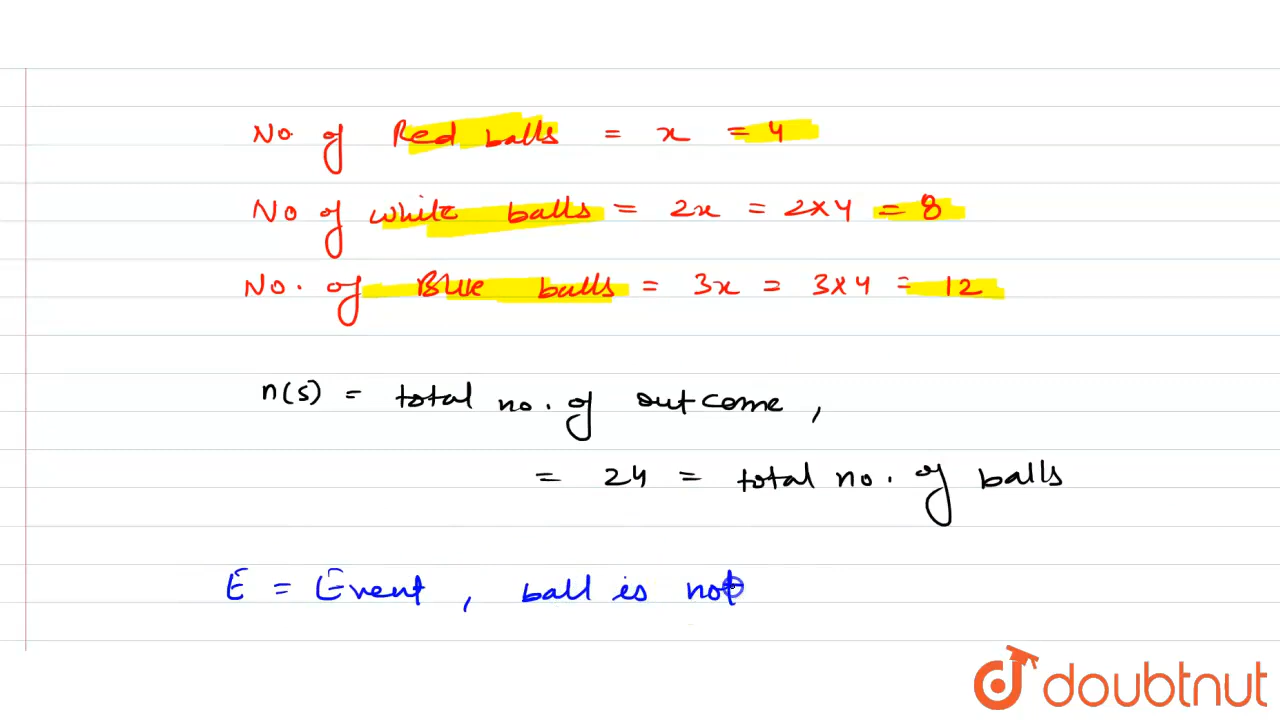 No. of Red balls = x = 4
No of white balls = 2x = 2x4 = 8
No. of Blue balls = 3x = 3x4 = 12
n(s) = total no. of outcome,
= 24 = total no. of balls
E = Event, ball is not
doubtnut